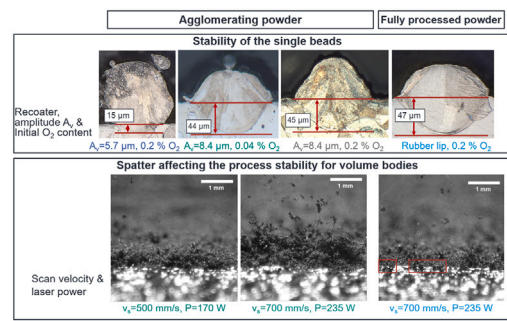 Agglomerating powder
Fully processed powder
Stability of the single beads
Recoater,
amplitude Aᵥ &
Initial O₂ content
15 µm
44 µm
45 µm
47 µm
Aᵥ=5.7 µm, 0.2 % O₂
Aᵥ=8.4 µm, 0.04 % O₂
Aᵥ=8.4 µm, 0.2 % O₂
Rubber lip, 0.2 % O₂
Spatter affecting the process stability for volume bodies
Scan velocity &
laser power
1 mm
1 mm
1 mm
vₛ=500 mm/s, P=170 W
vₛ=700 mm/s, P=235 W
vₛ=700 mm/s, P=235 W